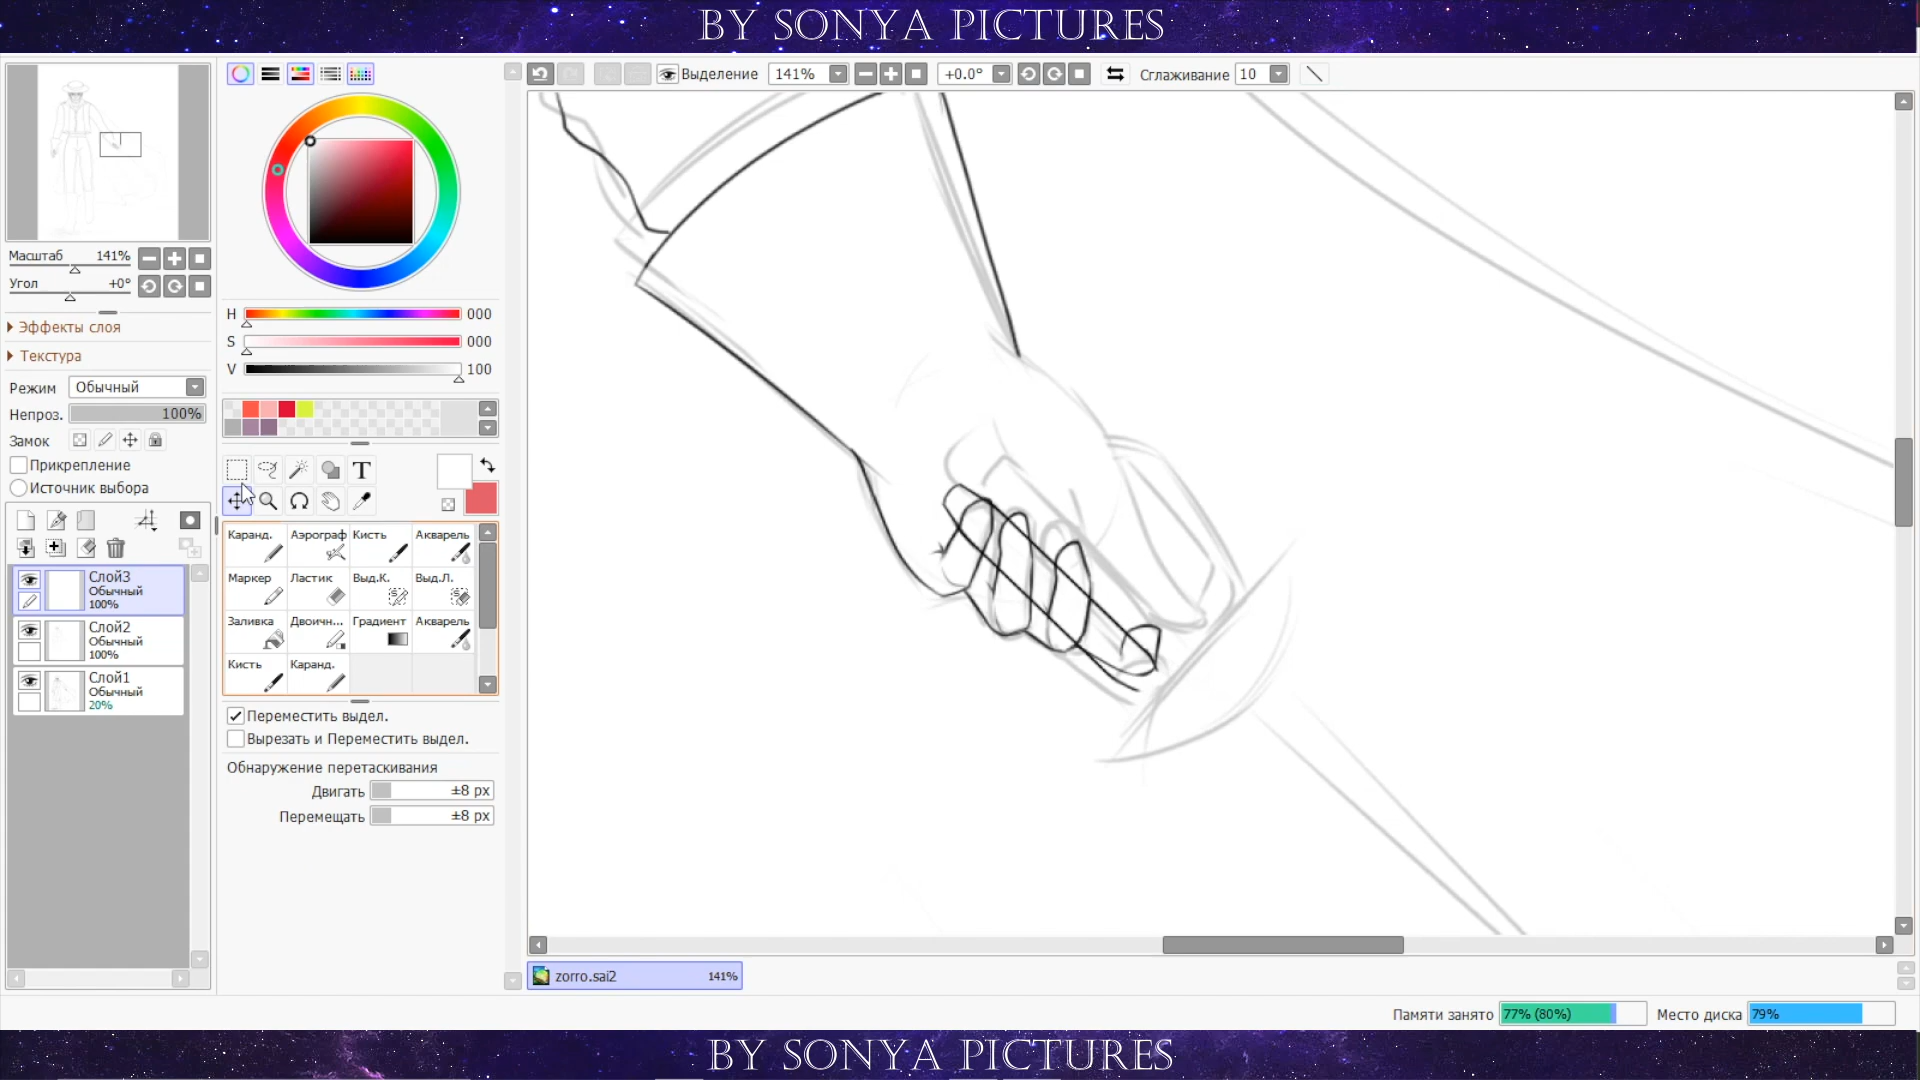 BY SONYA PICTURES
Выделение 141% +0.0° Сглаживание 10
Масштаб 141%
Угол +0°
Эффекты слоя
Текстура
Режим Обычный
Непроз. 100%
Замок
Прикрепление
Источник выбора
Слой3
Обычный
100%
Слой2
Обычный
100%
Слой1
Обычный
20%
H 000
S 000
V 100
T
Каранд. Аэрограф Кисть Акварель
Маркер Ластик Выд.К. Выд.Л.
Заливка Двоичн... Градиент Акварель
Кисть Каранд.
Переместить выдел.
Вырезать и Переместить выдел.
Обнаружение перетаскивания
Двигать ±8 px
Перемещать ±8 px
zorro.sai2 141%
Памяти занято 77% (80%) Место диска 79%
BY SONYA PICTURES